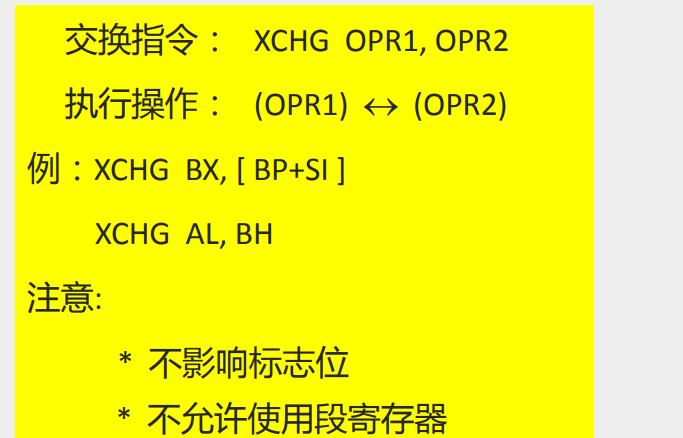 交换指令： XCHG OPR1, OPR2
执行操作： (OPR1) ↔ (OPR2)
例：XCHG BX, [ BP+SI ]
XCHG AL, BH
注意:
* 不影响标志位
* 不允许使用段寄存器